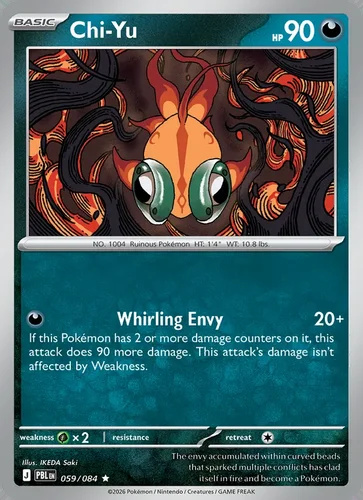 BASIC
Chi-Yu
HP 90
NO. 1004 Ruinous Pokémon HT: 1'4" WT: 10.8 lbs.
Whirling Envy 20+
If this Pokémon has 2 or more damage counters on it, this
attack does 90 more damage. This attack's damage isn't
affected by Weakness.
weakness ×2 resistance retreat
Illus. IKEDA Saki
J PBL EN 059/084 ★
The envy accumulated within curved beads
that sparked multiple conflicts has clad
itself in fire and become a Pokémon.
©2026 Pokémon / Nintendo / Creatures / GAME FREAK